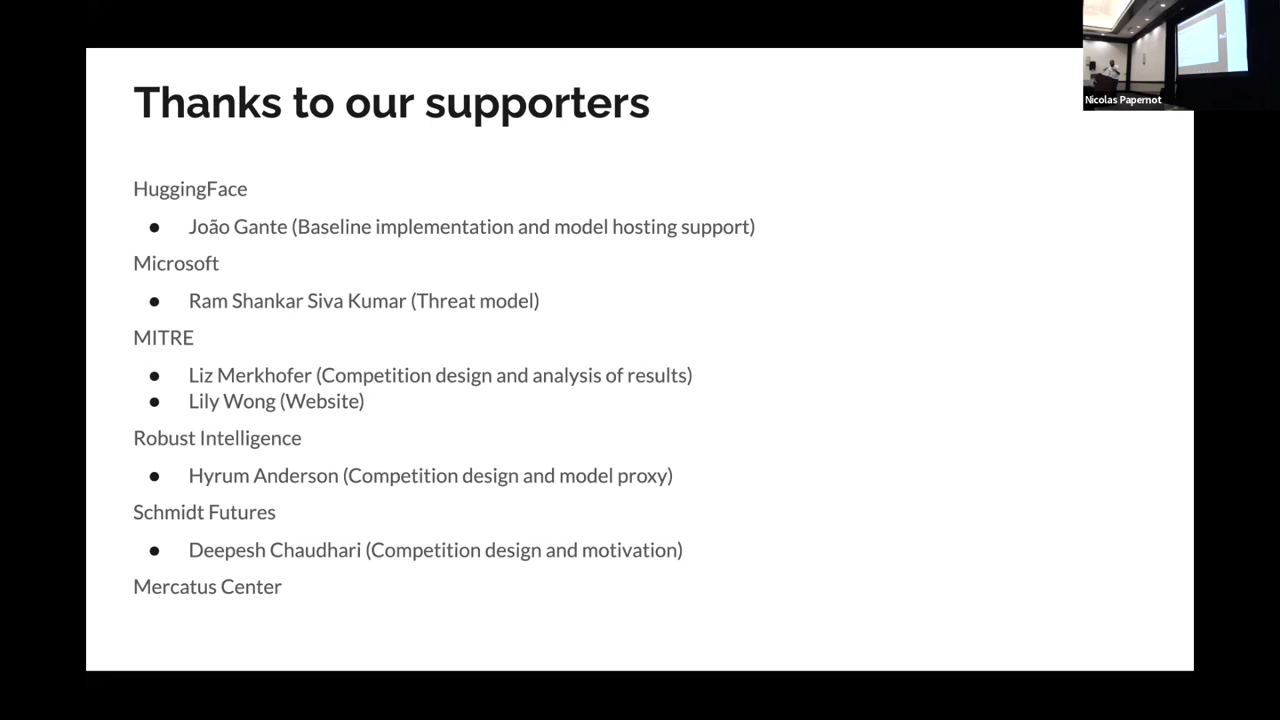 Thanks to our supporters
Nicolas Papernot
HuggingFace
● João Gante (Baseline implementation and model hosting support)
Microsoft
● Ram Shankar Siva Kumar (Threat model)
MITRE
● Liz Merkhofer (Competition design and analysis of results)
● Lily Wong (Website)
Robust Intelligence
● Hyrum Anderson (Competition design and model proxy)
Schmidt Futures
● Deepesh Chaudhari (Competition design and motivation)
Mercatus Center